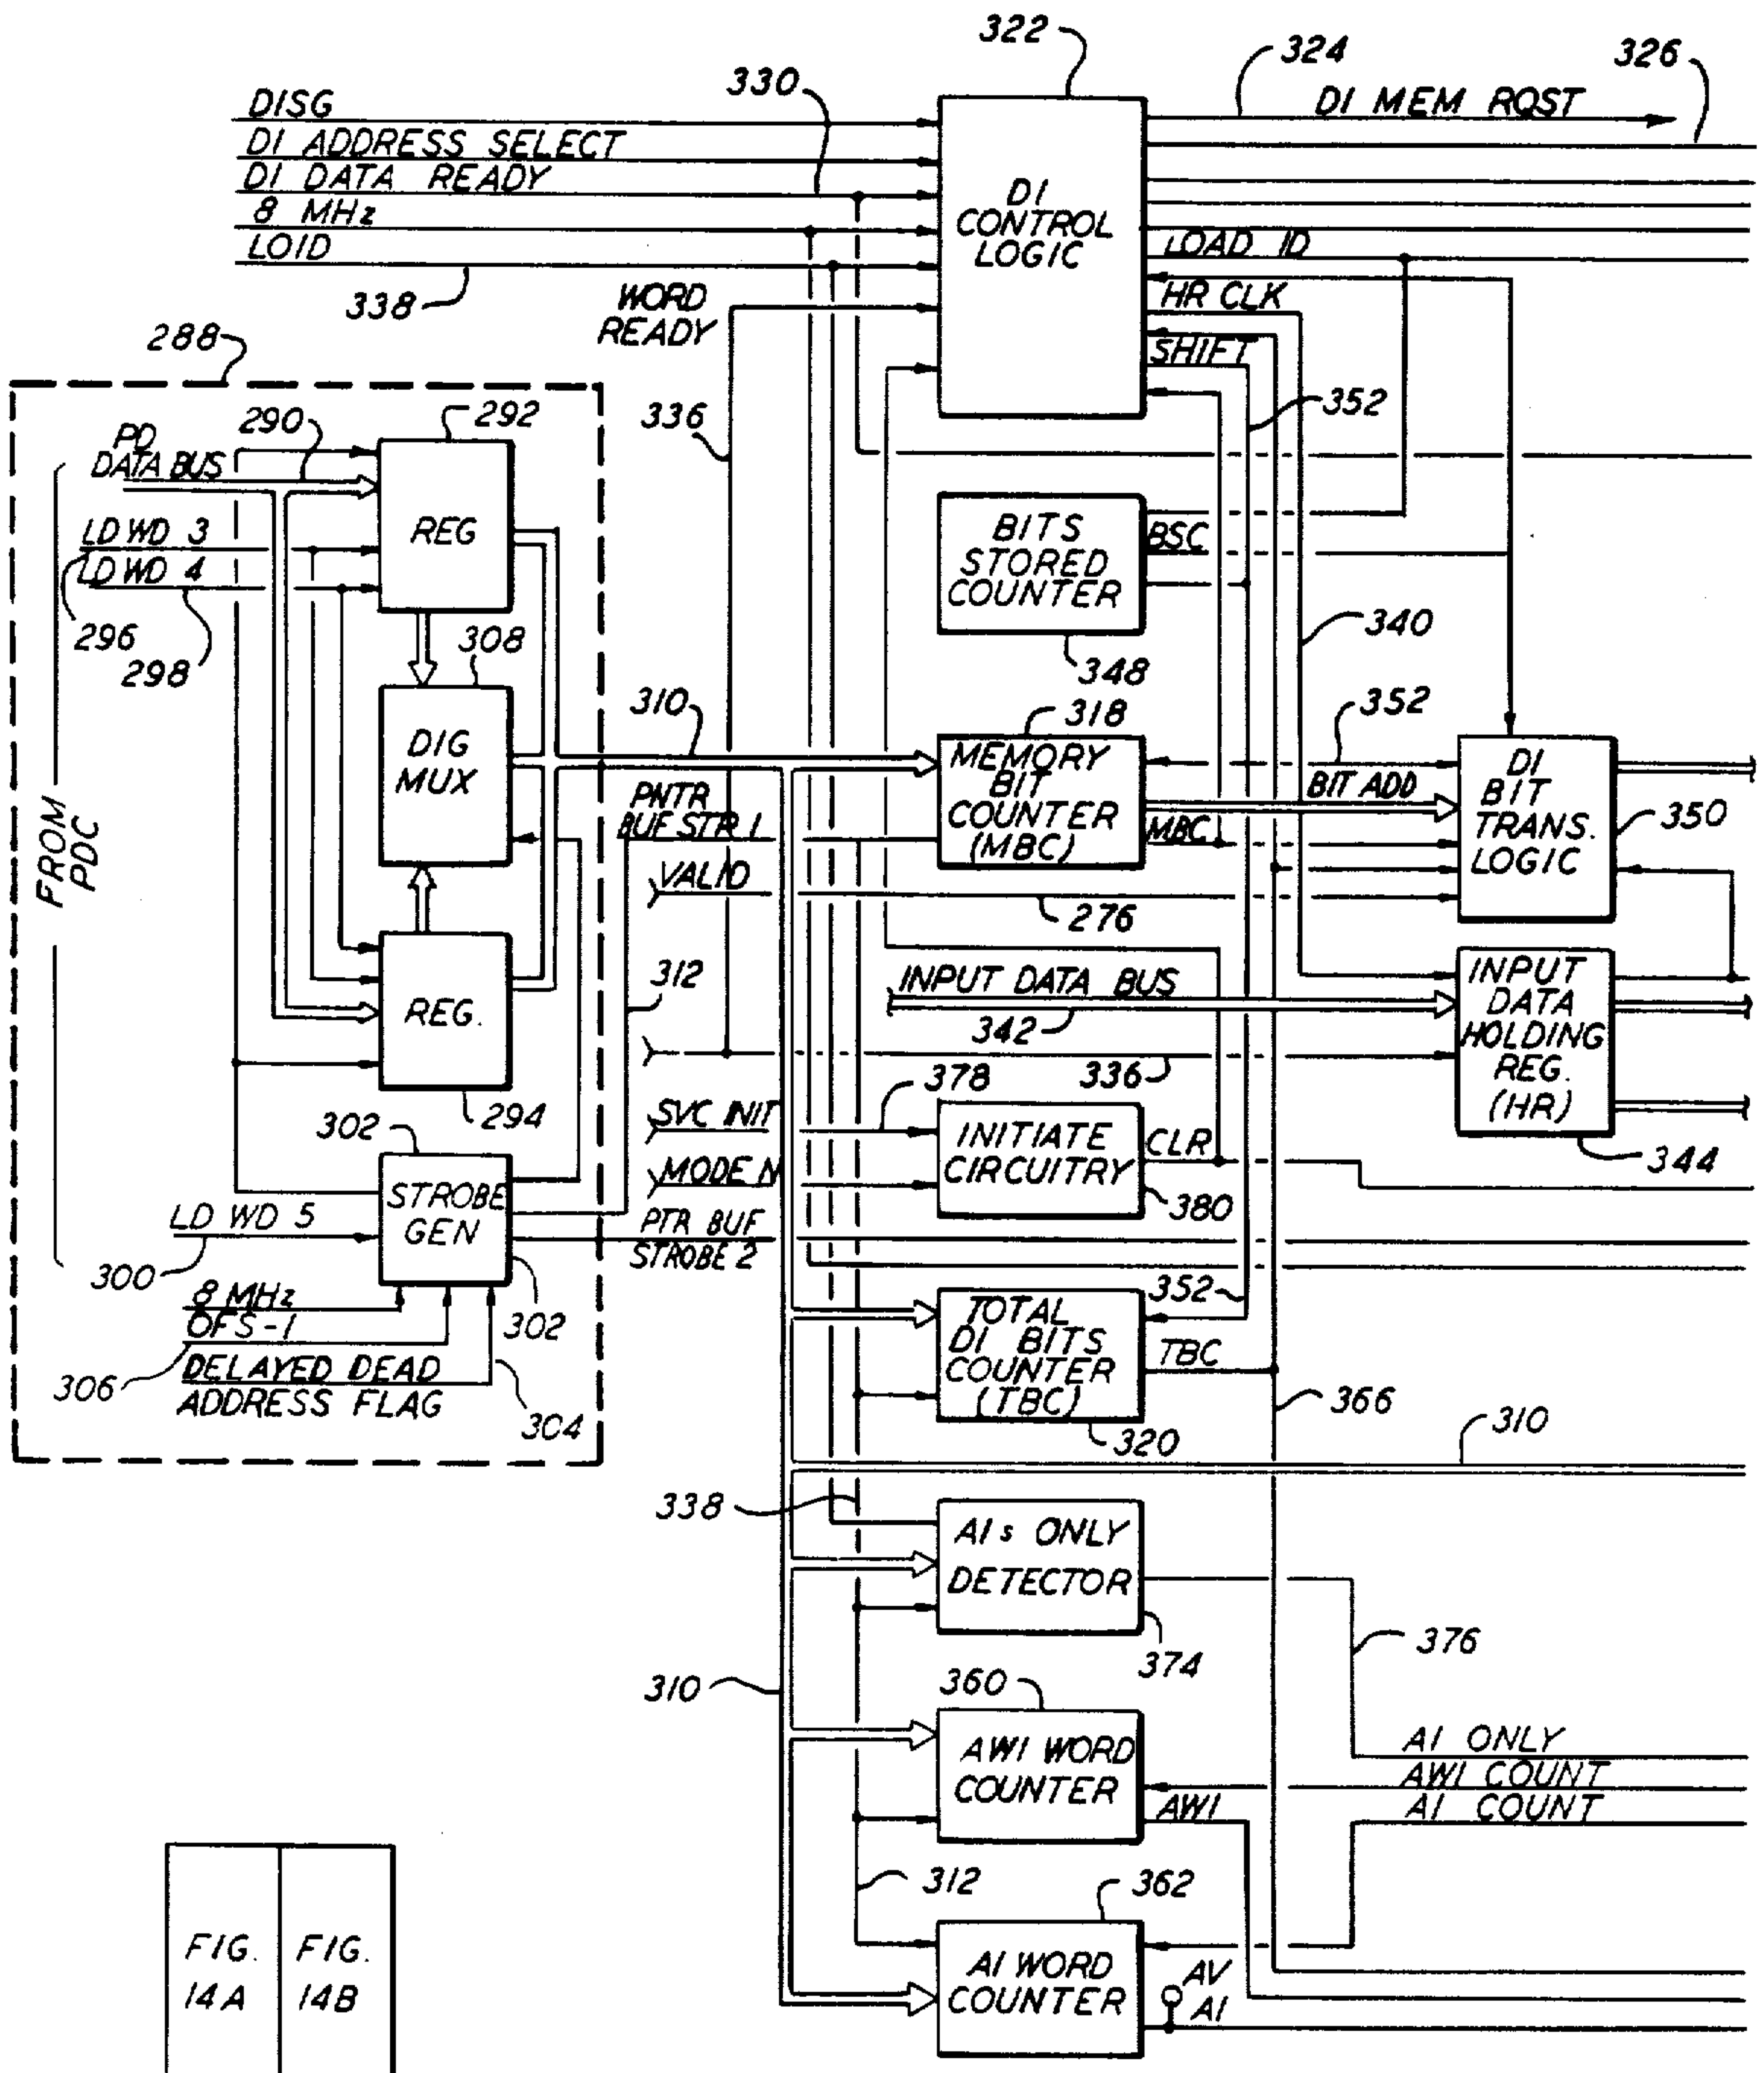 322
324
326
330
DISG
DI ADDRESS SELECT
DI DATA READY
8 MHz
LOID
338
DI MEM RQST
DI
CONTROL
LOGIC
LOAD ID
HR CLK
SHIFT
WORD
READY
288
336
352
PD
DATA BUS
290
292
REG
LD WD 3
LD WD 4
296
298
308
DIG
MUX
FROM
PDC
REG.
294
302
STROBE
GEN
LD WD 5
300
302
8 MHz
OFS-1
306
DELAYED DEAD
ADDRESS FLAG
304
BITS
STORED
COUNTER
BSC
348
340
310
318
MEMORY
BIT
COUNTER
(MBC)
352
BIT ADD
MBC
DI
BIT
TRANS.
LOGIC
350
PNTR
BUF STR 1
VALID
276
312
INPUT DATA BUS
342
336
INPUT
DATA
HOLDING
REG.
(HR)
344
378
SVC INIT
MODE N
INITIATE
CIRCUITRY
CLR
380
PTR BUF
STROBE 2
352
TOTAL
DI BITS
COUNTER
(TBC)
TBC
320
366
310
338
AIs ONLY
DETECTOR
374
376
310
360
AWI WORD
COUNTER
AWI
AI ONLY
AWI COUNT
AI COUNT
312
362
AI WORD
COUNTER
AV
AI
FIG.
14A
FIG.
14B